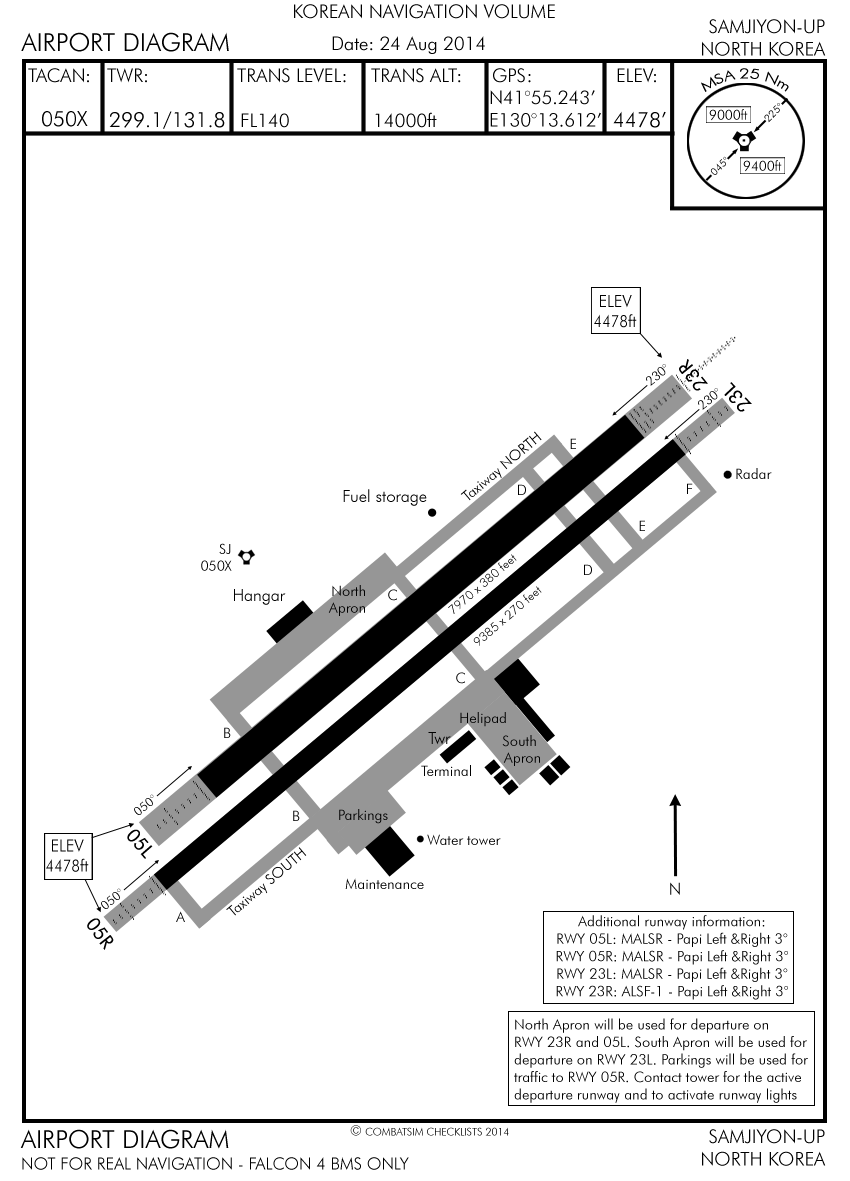 KOREAN NAVIGATION VOLUME
AIRPORT DIAGRAM
Date: 24 Aug 2014
SAMJIYON-UP
NORTH KOREA
TACAN:
050X
TWR:
299.1/131.8
TRANS LEVEL:
FL140
TRANS ALT:
14000ft
GPS:
N41°55.243’
E130°13.612’
ELEV:
4478’
MSA 25 Nm
9000ft
225°
045°
9400ft
ELEV
4478ft
230°
23R
230°
23L
Radar
Taxiway NORTH
E
D
F
E
D
Fuel storage
SJ
050X
Hangar
North
Apron
C
7970 x 380 feet
9385 x 270 feet
C
Helipad
Twr
Terminal
South
Apron
B
B
Parkings
Water tower
Maintenance
050°
05L
ELEV
4478ft
050°
05R
A
Taxiway SOUTH
N
Additional runway information:
RWY 05L: MALSR - Papi Left &Right 3°
RWY 05R: MALSR - Papi Left &Right 3°
RWY 23L: MALSR - Papi Left &Right 3°
RWY 23R: ALSF-1 - Papi Left &Right 3°
North Apron will be used for departure on
RWY 23R and 05L. South Apron will be used for
departure on RWY 23L. Parkings will be used for
traffic to RWY 05R. Contact tower for the active
departure runway and to activate runway lights
AIRPORT DIAGRAM
NOT FOR REAL NAVIGATION - FALCON 4 BMS ONLY
© COMBATSIM CHECKLISTS 2014
SAMJIYON-UP
NORTH KOREA